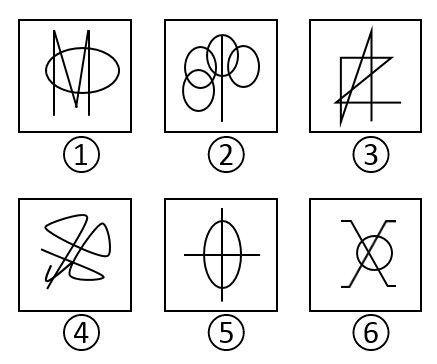 ① ② ③
④ ⑤ ⑥